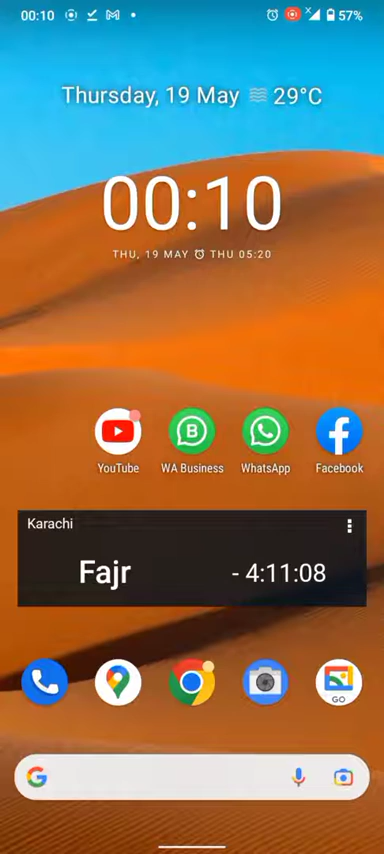 00:10 57%
Thursday, 19 May 29°C
00:10
THU, 19 MAY THU 05:20
YouTube WA Business WhatsApp Facebook
Karachi
Fajr - 4:11:08
GO